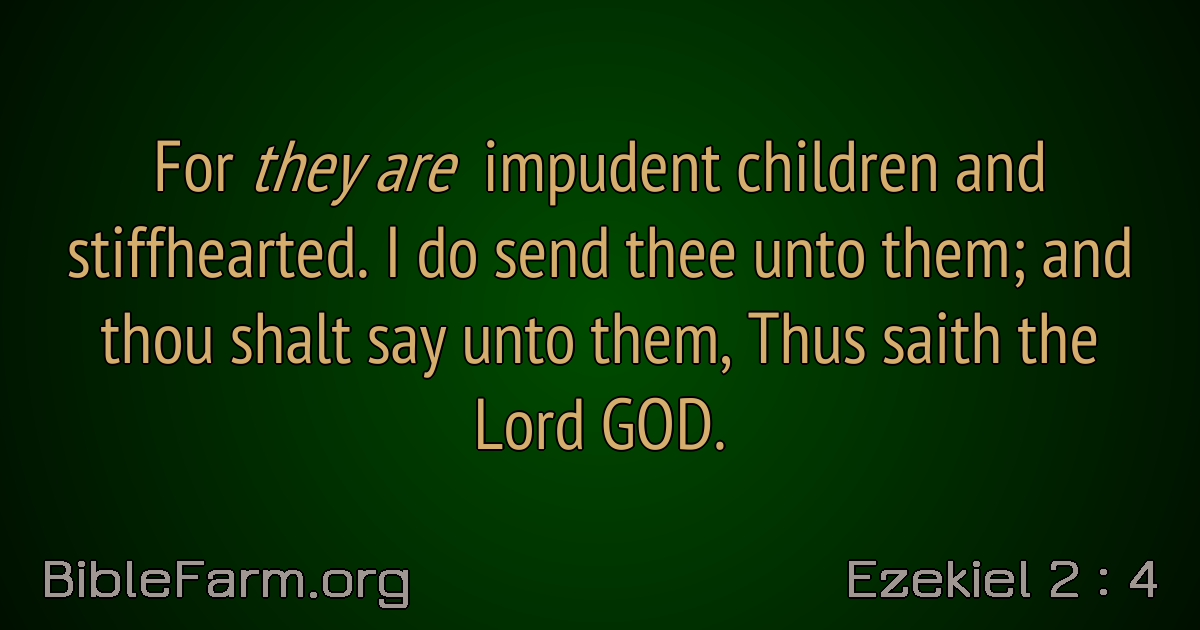 For they are impudent children and
stiffhearted. I do send thee unto them; and
thou shalt say unto them, Thus saith the
Lord GOD.
BibleFarm.org
Ezekiel 2 : 4